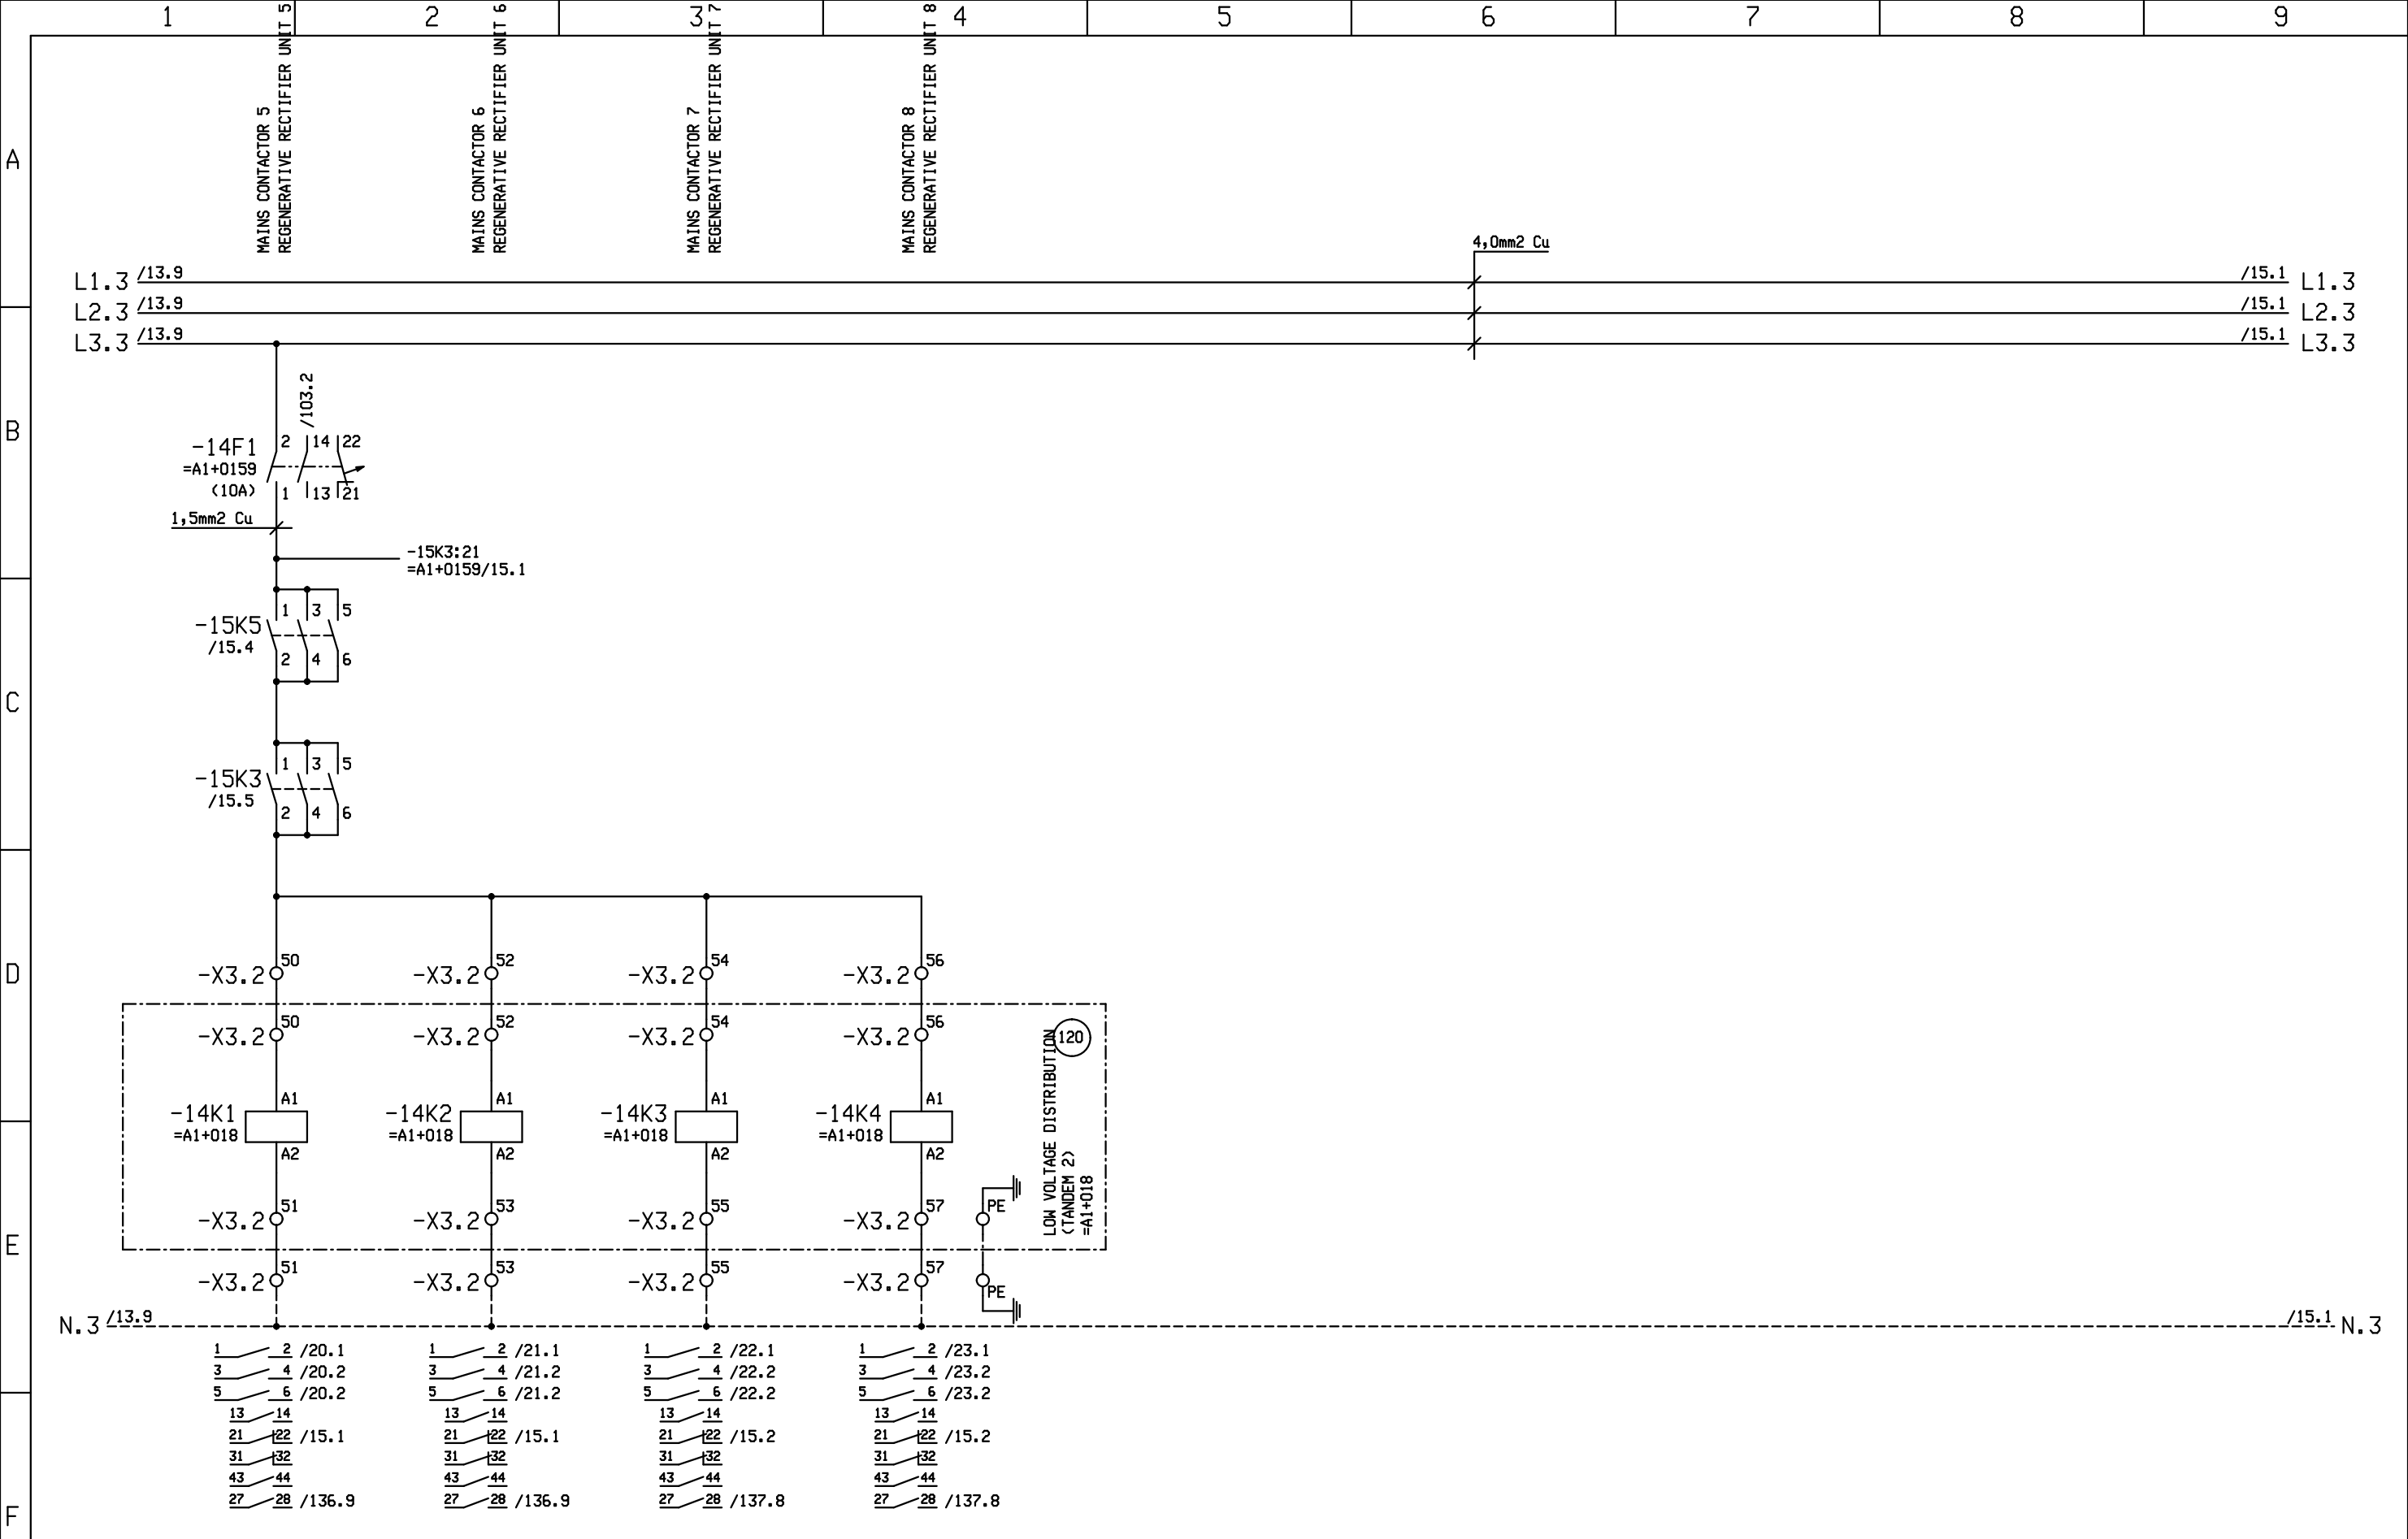 1 2 3 4 5 6 7 8 9
MAINS CONTACTOR 5
REGENERATIVE RECTIFIER UNIT 5
MAINS CONTACTOR 6
REGENERATIVE RECTIFIER UNIT 6
MAINS CONTACTOR 7
REGENERATIVE RECTIFIER UNIT 7
MAINS CONTACTOR 8
REGENERATIVE RECTIFIER UNIT 8
A
4,0mm2 Cu
L1.3 /13.9 /15.1 L1.3
L2.3 /13.9 /15.1 L2.3
L3.3 /13.9 /15.1 L3.3
/103.2
B
-14F1 2 14 22
=A1+0159
(10A) 1 13 21
1,5mm2 Cu
-15K3:21
=A1+0159/15.1
1 3 5
-15K5
/15.4
2 4 6
C
1 3 5
-15K3
/15.5
2 4 6
D
-X3.2 50 -X3.2 52 -X3.2 54 -X3.2 56
-X3.2 50 -X3.2 52 -X3.2 54 -X3.2 56
120
LOW VOLTAGE DISTRIBUTION
(TANDEM 2)
=A1+018
A1 A1 A1 A1
-14K1 -14K2 -14K3 -14K4
=A1+018 =A1+018 =A1+018 =A1+018
A2 A2 A2 A2
-X3.2 51 -X3.2 53 -X3.2 55 -X3.2 57 PE
E
-X3.2 51 -X3.2 53 -X3.2 55 -X3.2 57 PE
N.3 /13.9 /15.1 N.3
1 2 /20.1 1 2 /21.1 1 2 /22.1 1 2 /23.1
3 4 /20.2 3 4 /21.2 3 4 /22.2 3 4 /23.2
5 6 /20.2 5 6 /21.2 5 6 /22.2 5 6 /23.2
13 14 13 14 13 14 13 14
21 22 /15.1 21 22 /15.1 21 22 /15.2 21 22 /15.2
31 32 31 32 31 32 31 32
43 44 43 44 43 44 43 44
27 28 /136.9 27 28 /136.9 27 28 /137.8 27 28 /137.8
F